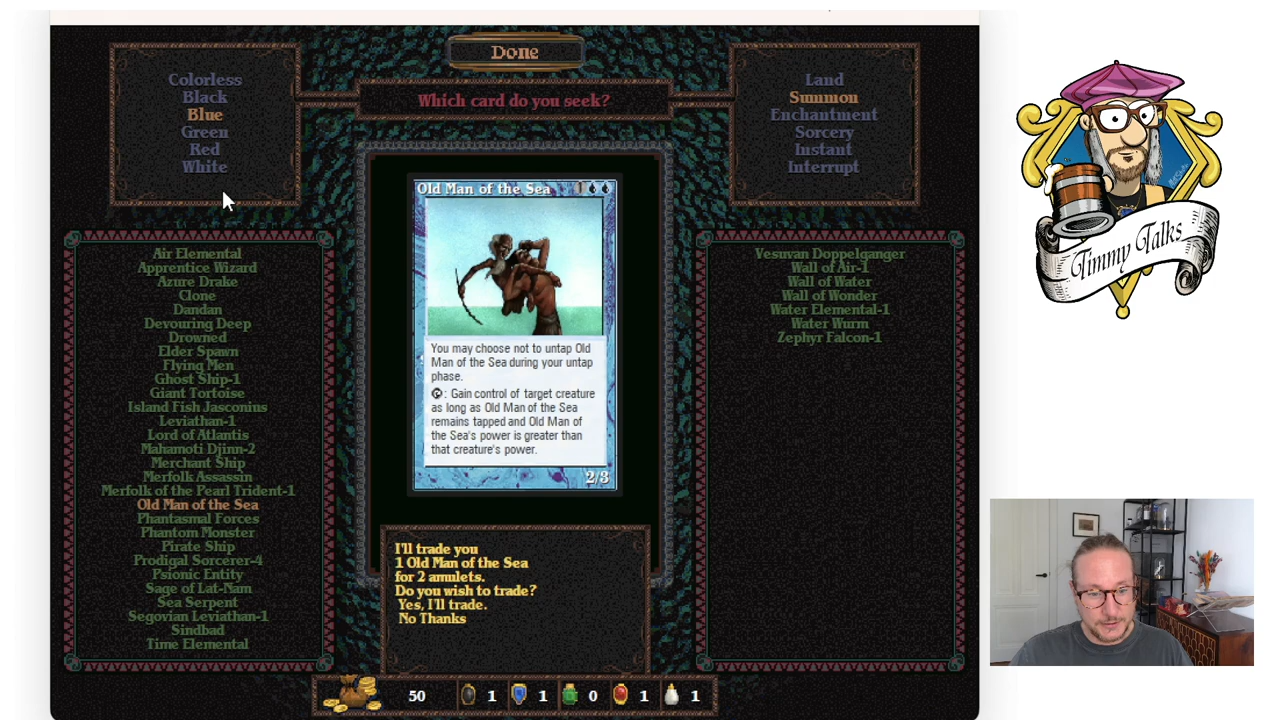 Done
Which card do you seek?
Colorless
Black
Blue
Green
Red
White
Land
Summon
Enchantment
Sorcery
Instant
Interrupt
Air Elemental
Apprentice Wizard
Azure Drake
Clone
Dandan
Devouring Deep
Drowned
Elder Spawn
Flying Men
Ghost Ship-1
Giant Tortoise
Island Fish Jasconius
Leviathan-1
Lord of Atlantis
Mahamoti Djinn-2
Merchant Ship
Merfolk Assassin
Merfolk of the Pearl Trident-1
Old Man of the Sea
Phantasmal Forces
Phantom Monster
Pirate Ship
Prodigal Sorcerer-4
Psionic Entity
Sage of Lat-Nam
Sea Serpent
Segovian Leviathan-1
Sindbad
Time Elemental
Old Man of the Sea
1
You may choose not to untap Old
Man of the Sea during your untap
phase.
: Gain control of target creature
as long as Old Man of the Sea
remains tapped and Old Man of
the Sea's power is greater than
that creature's power.
2/3
I'll trade you
1 Old Man of the Sea
for 2 amulets.
Do you wish to trade?
Yes, I'll trade.
No Thanks
Vesuvan Doppelganger
Wall of Air-1
Wall of Water
Wall of Wonder
Water Elemental-1
Water Wurm
Zephyr Falcon-1
50 1 1 0 1 1
Timmy Talks